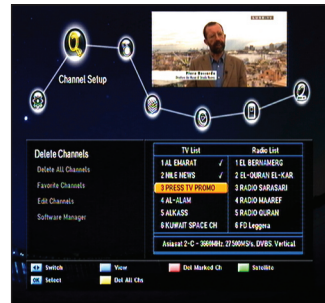 Channel Setup
Delete Channels
Delete All Channels
Favorite Channels
Edit Channels
Software Manager
TV List
1 AL EMARAT ✓
2 NILE NEWS ✓
3 PRESS TV PROMO
4 AL-ALAM
5 ALKASS
6 KUWAIT SPACE CH
Radio List
1 EL BERNAMERG
2 EL-QURAN EL-KAR
3 RADIO SARASARI
4 RADIO MAAREF
5 RADIO QURAN
6 FD Leggera
Asiasat 2-C - 3660MHz, 27500MS/s, DVBS, Vertical
Switch
View
Del Marked Ch
Satellite
OK Select
Del All Chs